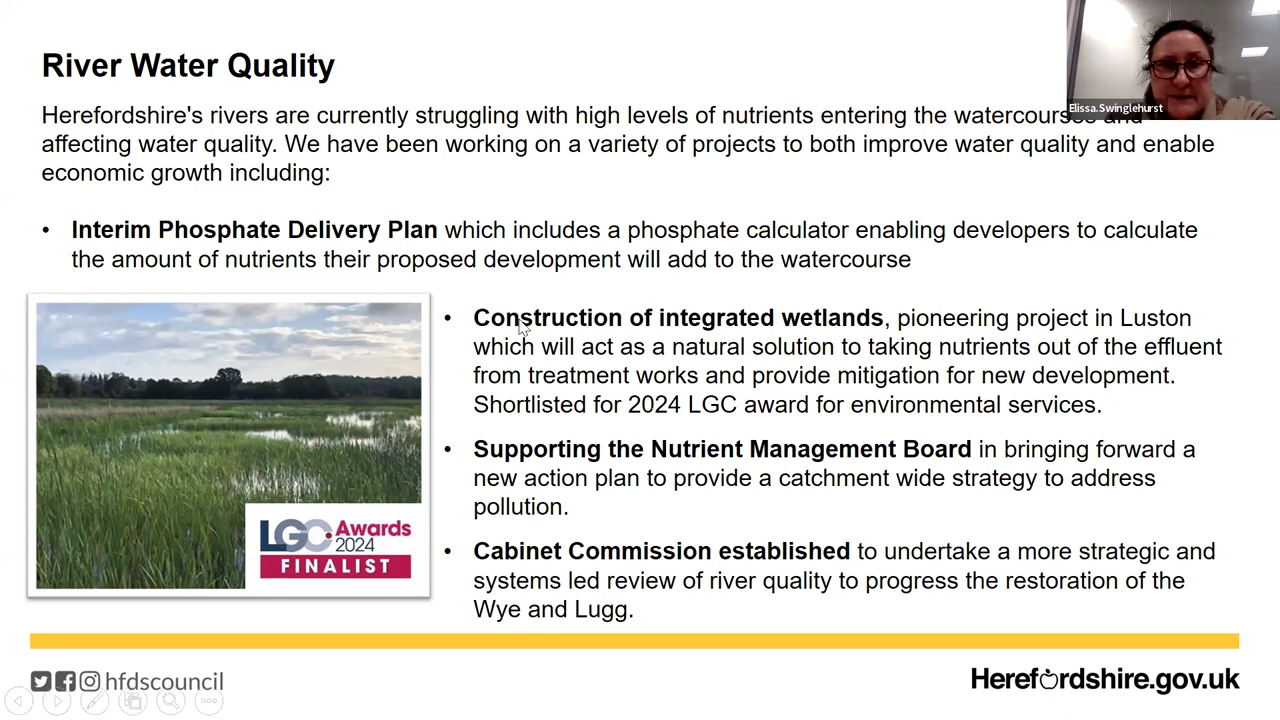 River Water Quality
Elissa.Swinglehurst
Herefordshire's rivers are currently struggling with high levels of nutrients entering the watercourses and
affecting water quality. We have been working on a variety of projects to both improve water quality and enable
economic growth including:
• Interim Phosphate Delivery Plan which includes a phosphate calculator enabling developers to calculate
the amount of nutrients their proposed development will add to the watercourse
• Construction of integrated wetlands, pioneering project in Luston
which will act as a natural solution to taking nutrients out of the effluent
from treatment works and provide mitigation for new development.
Shortlisted for 2024 LGC award for environmental services.
• Supporting the Nutrient Management Board in bringing forward a
new action plan to provide a catchment wide strategy to address
pollution.
• Cabinet Commission established to undertake a more strategic and
systems led review of river quality to progress the restoration of the
Wye and Lugg.
LGC Awards
2024
FINALIST
hfdscouncil
Herefordshire.gov.uk